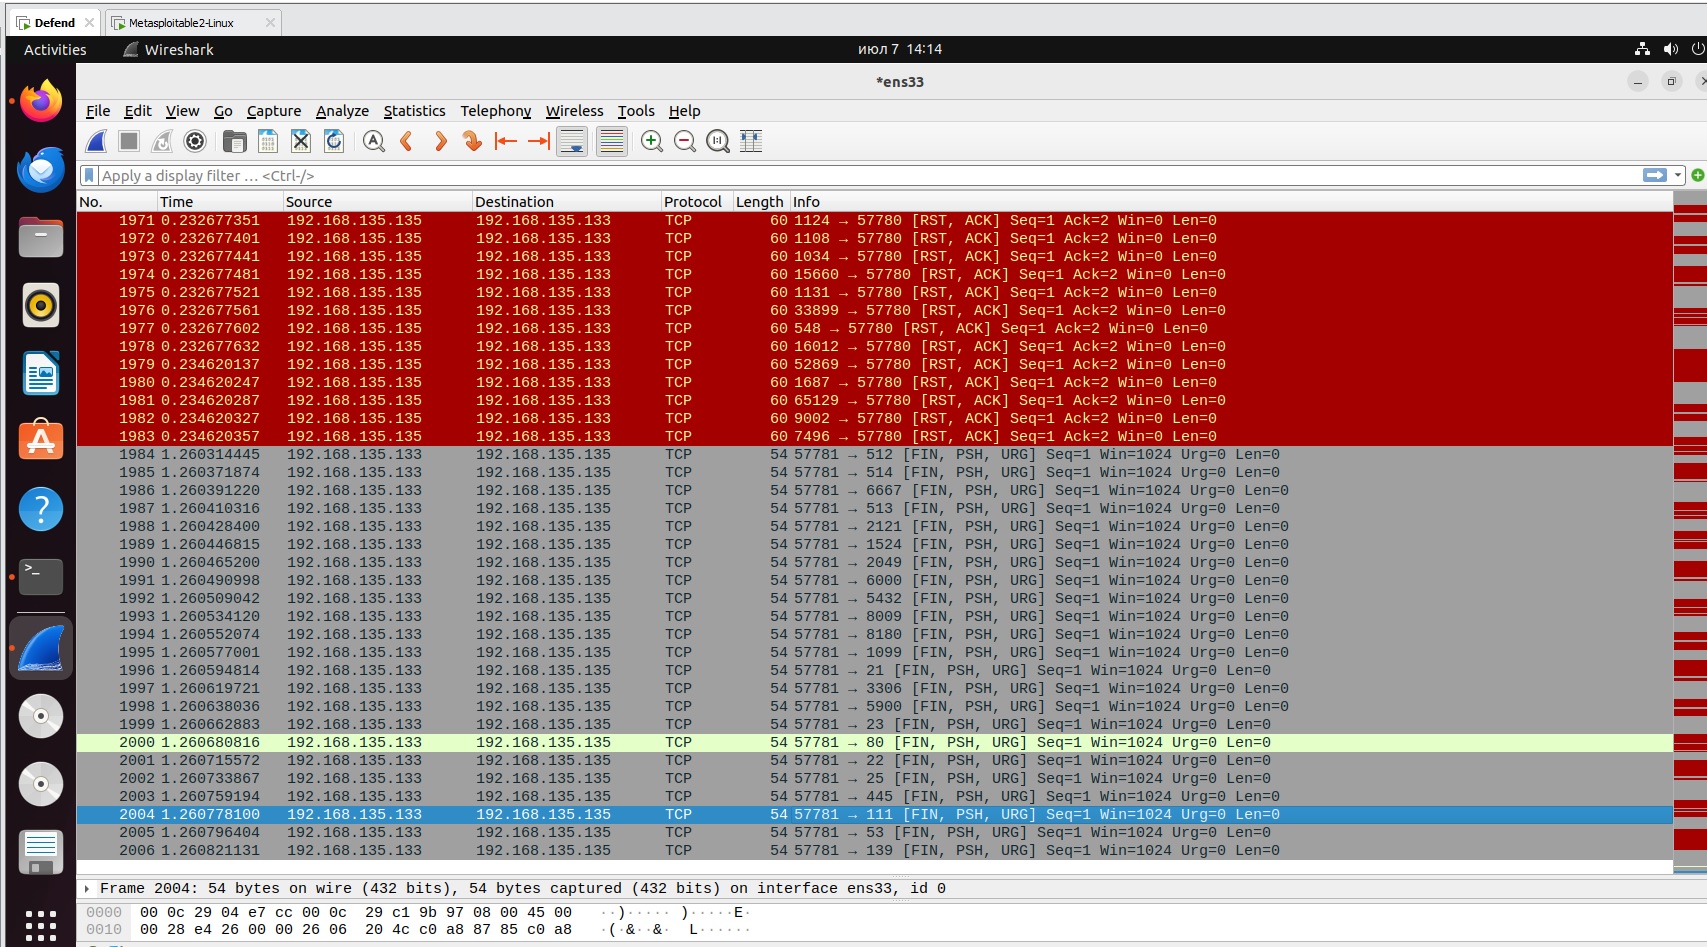 Defend Metasploitable2-Linux
Activities Wireshark июл 7 14:14
*ens33
File Edit View Go Capture Analyze Statistics Telephony Wireless Tools Help
Apply a display filter … <Ctrl-/>
No. Time Source Destination Protocol Length Info
1971 0.232677351 192.168.135.135 192.168.135.133 TCP 60 1124 → 57780 [RST, ACK] Seq=1 Ack=2 Win=0 Len=0
1972 0.232677401 192.168.135.135 192.168.135.133 TCP 60 1108 → 57780 [RST, ACK] Seq=1 Ack=2 Win=0 Len=0
1973 0.232677441 192.168.135.135 192.168.135.133 TCP 60 1034 → 57780 [RST, ACK] Seq=1 Ack=2 Win=0 Len=0
1974 0.232677481 192.168.135.135 192.168.135.133 TCP 60 15660 → 57780 [RST, ACK] Seq=1 Ack=2 Win=0 Len=0
1975 0.232677521 192.168.135.135 192.168.135.133 TCP 60 1131 → 57780 [RST, ACK] Seq=1 Ack=2 Win=0 Len=0
1976 0.232677561 192.168.135.135 192.168.135.133 TCP 60 33899 → 57780 [RST, ACK] Seq=1 Ack=2 Win=0 Len=0
1977 0.232677602 192.168.135.135 192.168.135.133 TCP 60 548 → 57780 [RST, ACK] Seq=1 Ack=2 Win=0 Len=0
1978 0.232677632 192.168.135.135 192.168.135.133 TCP 60 16012 → 57780 [RST, ACK] Seq=1 Ack=2 Win=0 Len=0
1979 0.234620137 192.168.135.135 192.168.135.133 TCP 60 52869 → 57780 [RST, ACK] Seq=1 Ack=2 Win=0 Len=0
1980 0.234620247 192.168.135.135 192.168.135.133 TCP 60 1687 → 57780 [RST, ACK] Seq=1 Ack=2 Win=0 Len=0
1981 0.234620287 192.168.135.135 192.168.135.133 TCP 60 65129 → 57780 [RST, ACK] Seq=1 Ack=2 Win=0 Len=0
1982 0.234620327 192.168.135.135 192.168.135.133 TCP 60 9002 → 57780 [RST, ACK] Seq=1 Ack=2 Win=0 Len=0
1983 0.234620357 192.168.135.135 192.168.135.133 TCP 60 7496 → 57780 [RST, ACK] Seq=1 Ack=2 Win=0 Len=0
1984 1.260314445 192.168.135.133 192.168.135.135 TCP 54 57781 → 512 [FIN, PSH, URG] Seq=1 Win=1024 Urg=0 Len=0
1985 1.260371874 192.168.135.133 192.168.135.135 TCP 54 57781 → 514 [FIN, PSH, URG] Seq=1 Win=1024 Urg=0 Len=0
1986 1.260391220 192.168.135.133 192.168.135.135 TCP 54 57781 → 6667 [FIN, PSH, URG] Seq=1 Win=1024 Urg=0 Len=0
1987 1.260410316 192.168.135.133 192.168.135.135 TCP 54 57781 → 513 [FIN, PSH, URG] Seq=1 Win=1024 Urg=0 Len=0
1988 1.260428400 192.168.135.133 192.168.135.135 TCP 54 57781 → 2121 [FIN, PSH, URG] Seq=1 Win=1024 Urg=0 Len=0
1989 1.260446815 192.168.135.133 192.168.135.135 TCP 54 57781 → 1524 [FIN, PSH, URG] Seq=1 Win=1024 Urg=0 Len=0
1990 1.260465200 192.168.135.133 192.168.135.135 TCP 54 57781 → 2049 [FIN, PSH, URG] Seq=1 Win=1024 Urg=0 Len=0
1991 1.260490998 192.168.135.133 192.168.135.135 TCP 54 57781 → 6000 [FIN, PSH, URG] Seq=1 Win=1024 Urg=0 Len=0
1992 1.260509042 192.168.135.133 192.168.135.135 TCP 54 57781 → 5432 [FIN, PSH, URG] Seq=1 Win=1024 Urg=0 Len=0
1993 1.260534120 192.168.135.133 192.168.135.135 TCP 54 57781 → 8009 [FIN, PSH, URG] Seq=1 Win=1024 Urg=0 Len=0
1994 1.260552074 192.168.135.133 192.168.135.135 TCP 54 57781 → 8180 [FIN, PSH, URG] Seq=1 Win=1024 Urg=0 Len=0
1995 1.260577001 192.168.135.133 192.168.135.135 TCP 54 57781 → 1099 [FIN, PSH, URG] Seq=1 Win=1024 Urg=0 Len=0
1996 1.260594814 192.168.135.133 192.168.135.135 TCP 54 57781 → 21 [FIN, PSH, URG] Seq=1 Win=1024 Urg=0 Len=0
1997 1.260619721 192.168.135.133 192.168.135.135 TCP 54 57781 → 3306 [FIN, PSH, URG] Seq=1 Win=1024 Urg=0 Len=0
1998 1.260638036 192.168.135.133 192.168.135.135 TCP 54 57781 → 5900 [FIN, PSH, URG] Seq=1 Win=1024 Urg=0 Len=0
1999 1.260662883 192.168.135.133 192.168.135.135 TCP 54 57781 → 23 [FIN, PSH, URG] Seq=1 Win=1024 Urg=0 Len=0
2000 1.260680816 192.168.135.133 192.168.135.135 TCP 54 57781 → 80 [FIN, PSH, URG] Seq=1 Win=1024 Urg=0 Len=0
2001 1.260715572 192.168.135.133 192.168.135.135 TCP 54 57781 → 22 [FIN, PSH, URG] Seq=1 Win=1024 Urg=0 Len=0
2002 1.260733867 192.168.135.133 192.168.135.135 TCP 54 57781 → 25 [FIN, PSH, URG] Seq=1 Win=1024 Urg=0 Len=0
2003 1.260759194 192.168.135.133 192.168.135.135 TCP 54 57781 → 445 [FIN, PSH, URG] Seq=1 Win=1024 Urg=0 Len=0
2004 1.260778100 192.168.135.133 192.168.135.135 TCP 54 57781 → 111 [FIN, PSH, URG] Seq=1 Win=1024 Urg=0 Len=0
2005 1.260796404 192.168.135.133 192.168.135.135 TCP 54 57781 → 53 [FIN, PSH, URG] Seq=1 Win=1024 Urg=0 Len=0
2006 1.260821131 192.168.135.133 192.168.135.135 TCP 54 57781 → 139 [FIN, PSH, URG] Seq=1 Win=1024 Urg=0 Len=0
Frame 2004: 54 bytes on wire (432 bits), 54 bytes captured (432 bits) on interface ens33, id 0
0000 00 0c 29 04 e7 cc 00 0c 29 c1 9b 97 08 00 45 00 ··)····· )·····E·
0010 00 28 e4 26 00 00 26 06 20 4c c0 a8 87 85 c0 a8 ·(·&··&· L······